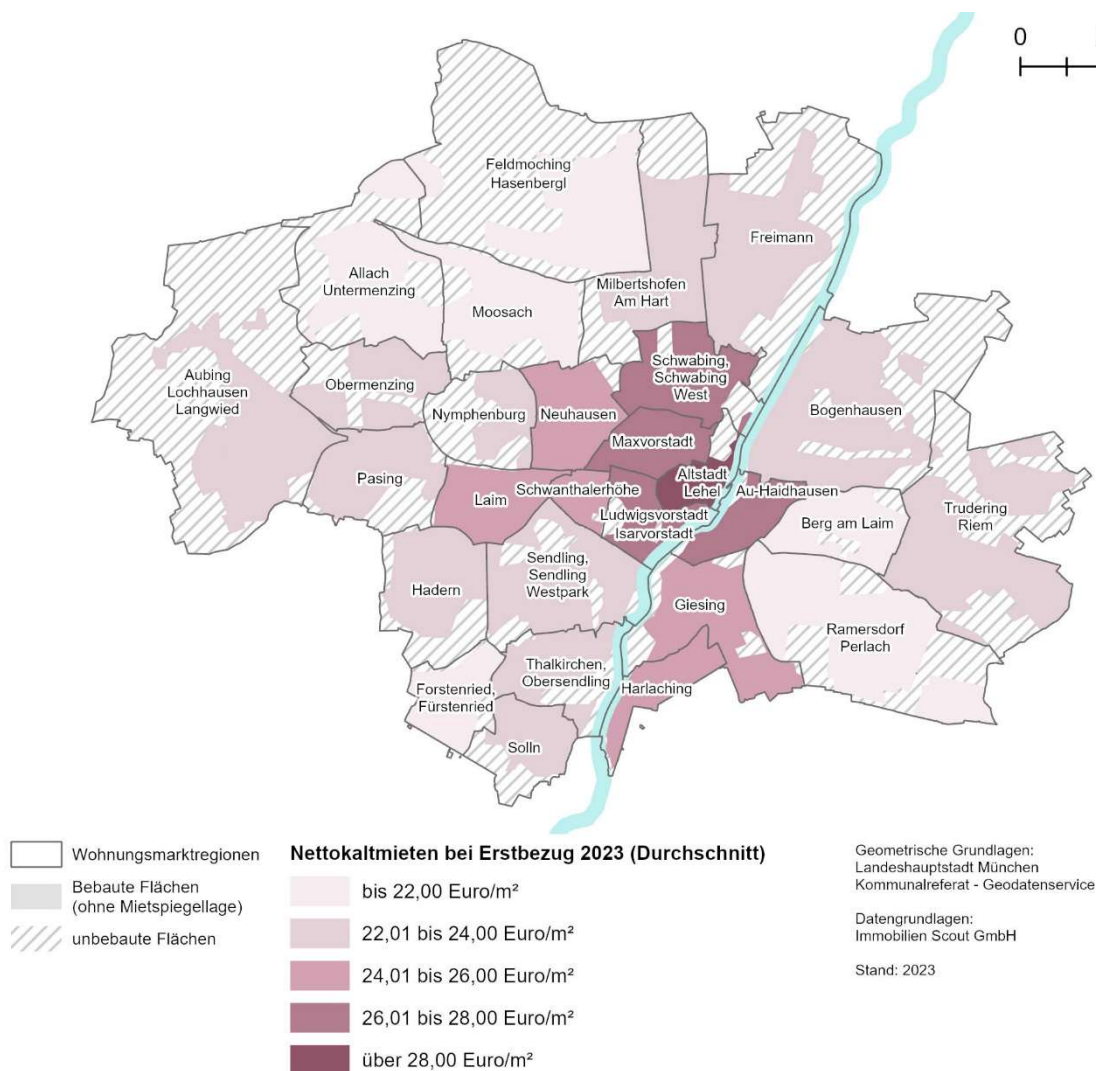 0
Feldmoching
Hasenbergl
Freimann
Allach
Untermenzing
Milbertshofen
Am Hart
Moosach
Schwabing,
Schwabing
West
Aubing
Lochhausen
Langwied
Obermenzing
Nymphenburg
Neuhausen
Bogenhausen
Maxvorstadt
Pasing
Laim
Schwanthalerhöhe
Altstadt
Lehel
Au-Haidhausen
Ludwigsvorstadt
Isarvorstadt
Berg am Laim
Trudering
Riem
Hadern
Sendling,
Sendling
Westpark
Giesing
Ramersdorf
Perlach
Thalkirchen,
Obersendling
Harlaching
Forstenried,
Fürstenried
Solln
Wohnungsmarktregionen
Bebaute Flächen
(ohne Mietspiegellage)
unbebaute Flächen
Nettokaltmieten bei Erstbezug 2023 (Durchschnitt)
bis 22,00 Euro/m²
22,01 bis 24,00 Euro/m²
24,01 bis 26,00 Euro/m²
26,01 bis 28,00 Euro/m²
über 28,00 Euro/m²
Geometrische Grundlagen:
Landeshauptstadt München
Kommunalreferat - Geodatenservice
Datengrundlagen:
Immobilien Scout GmbH
Stand: 2023